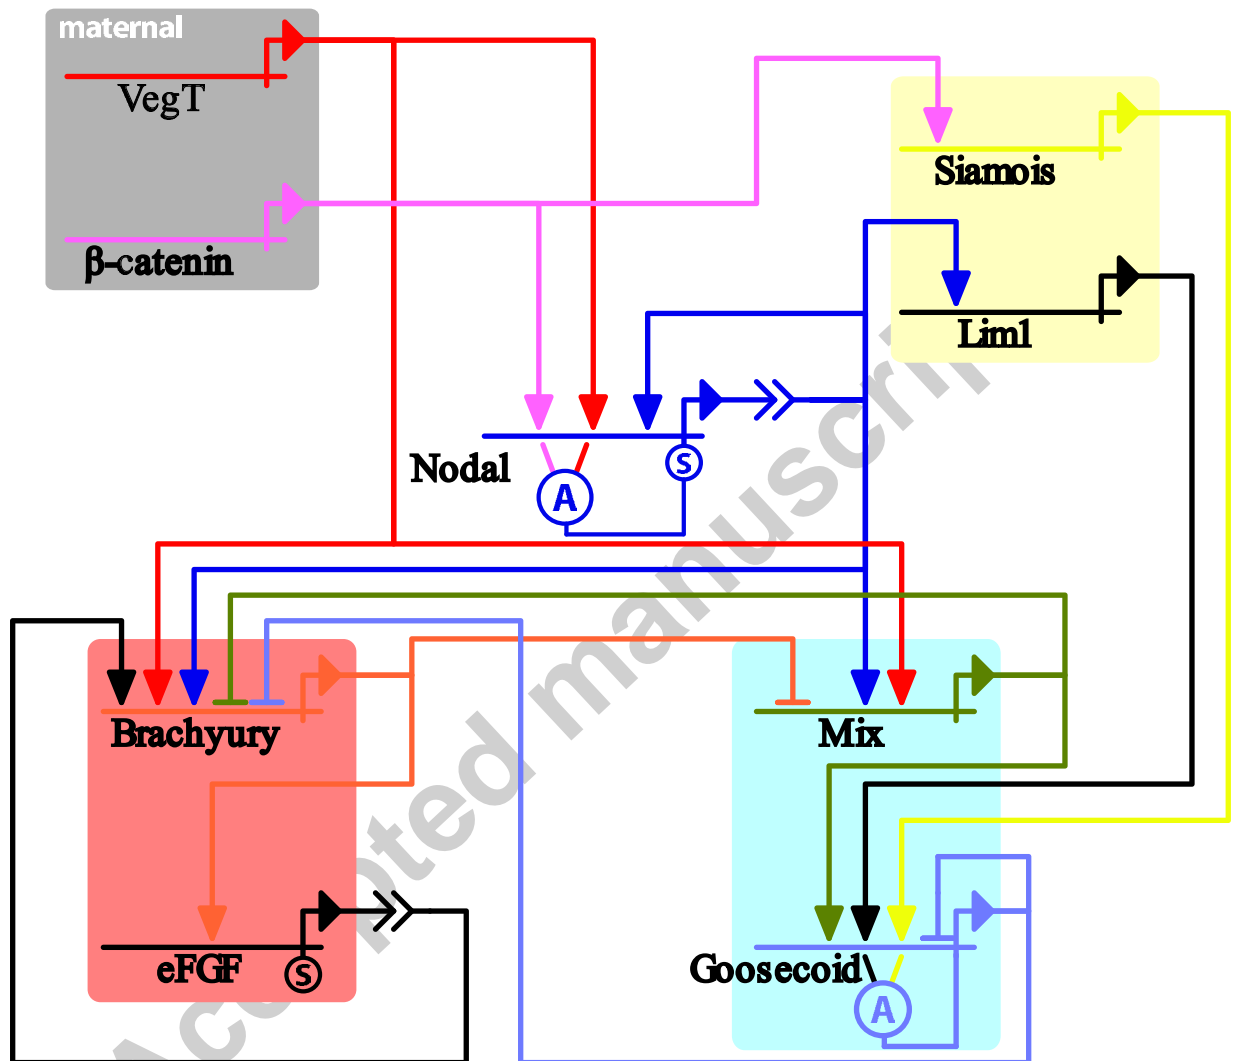 maternal
VegT
β-catenin
Siamois
Lim1
Nodal
S
A
Brachyury
Mix
eFGF
S
Goosecoid\
A
Accepted manuscript